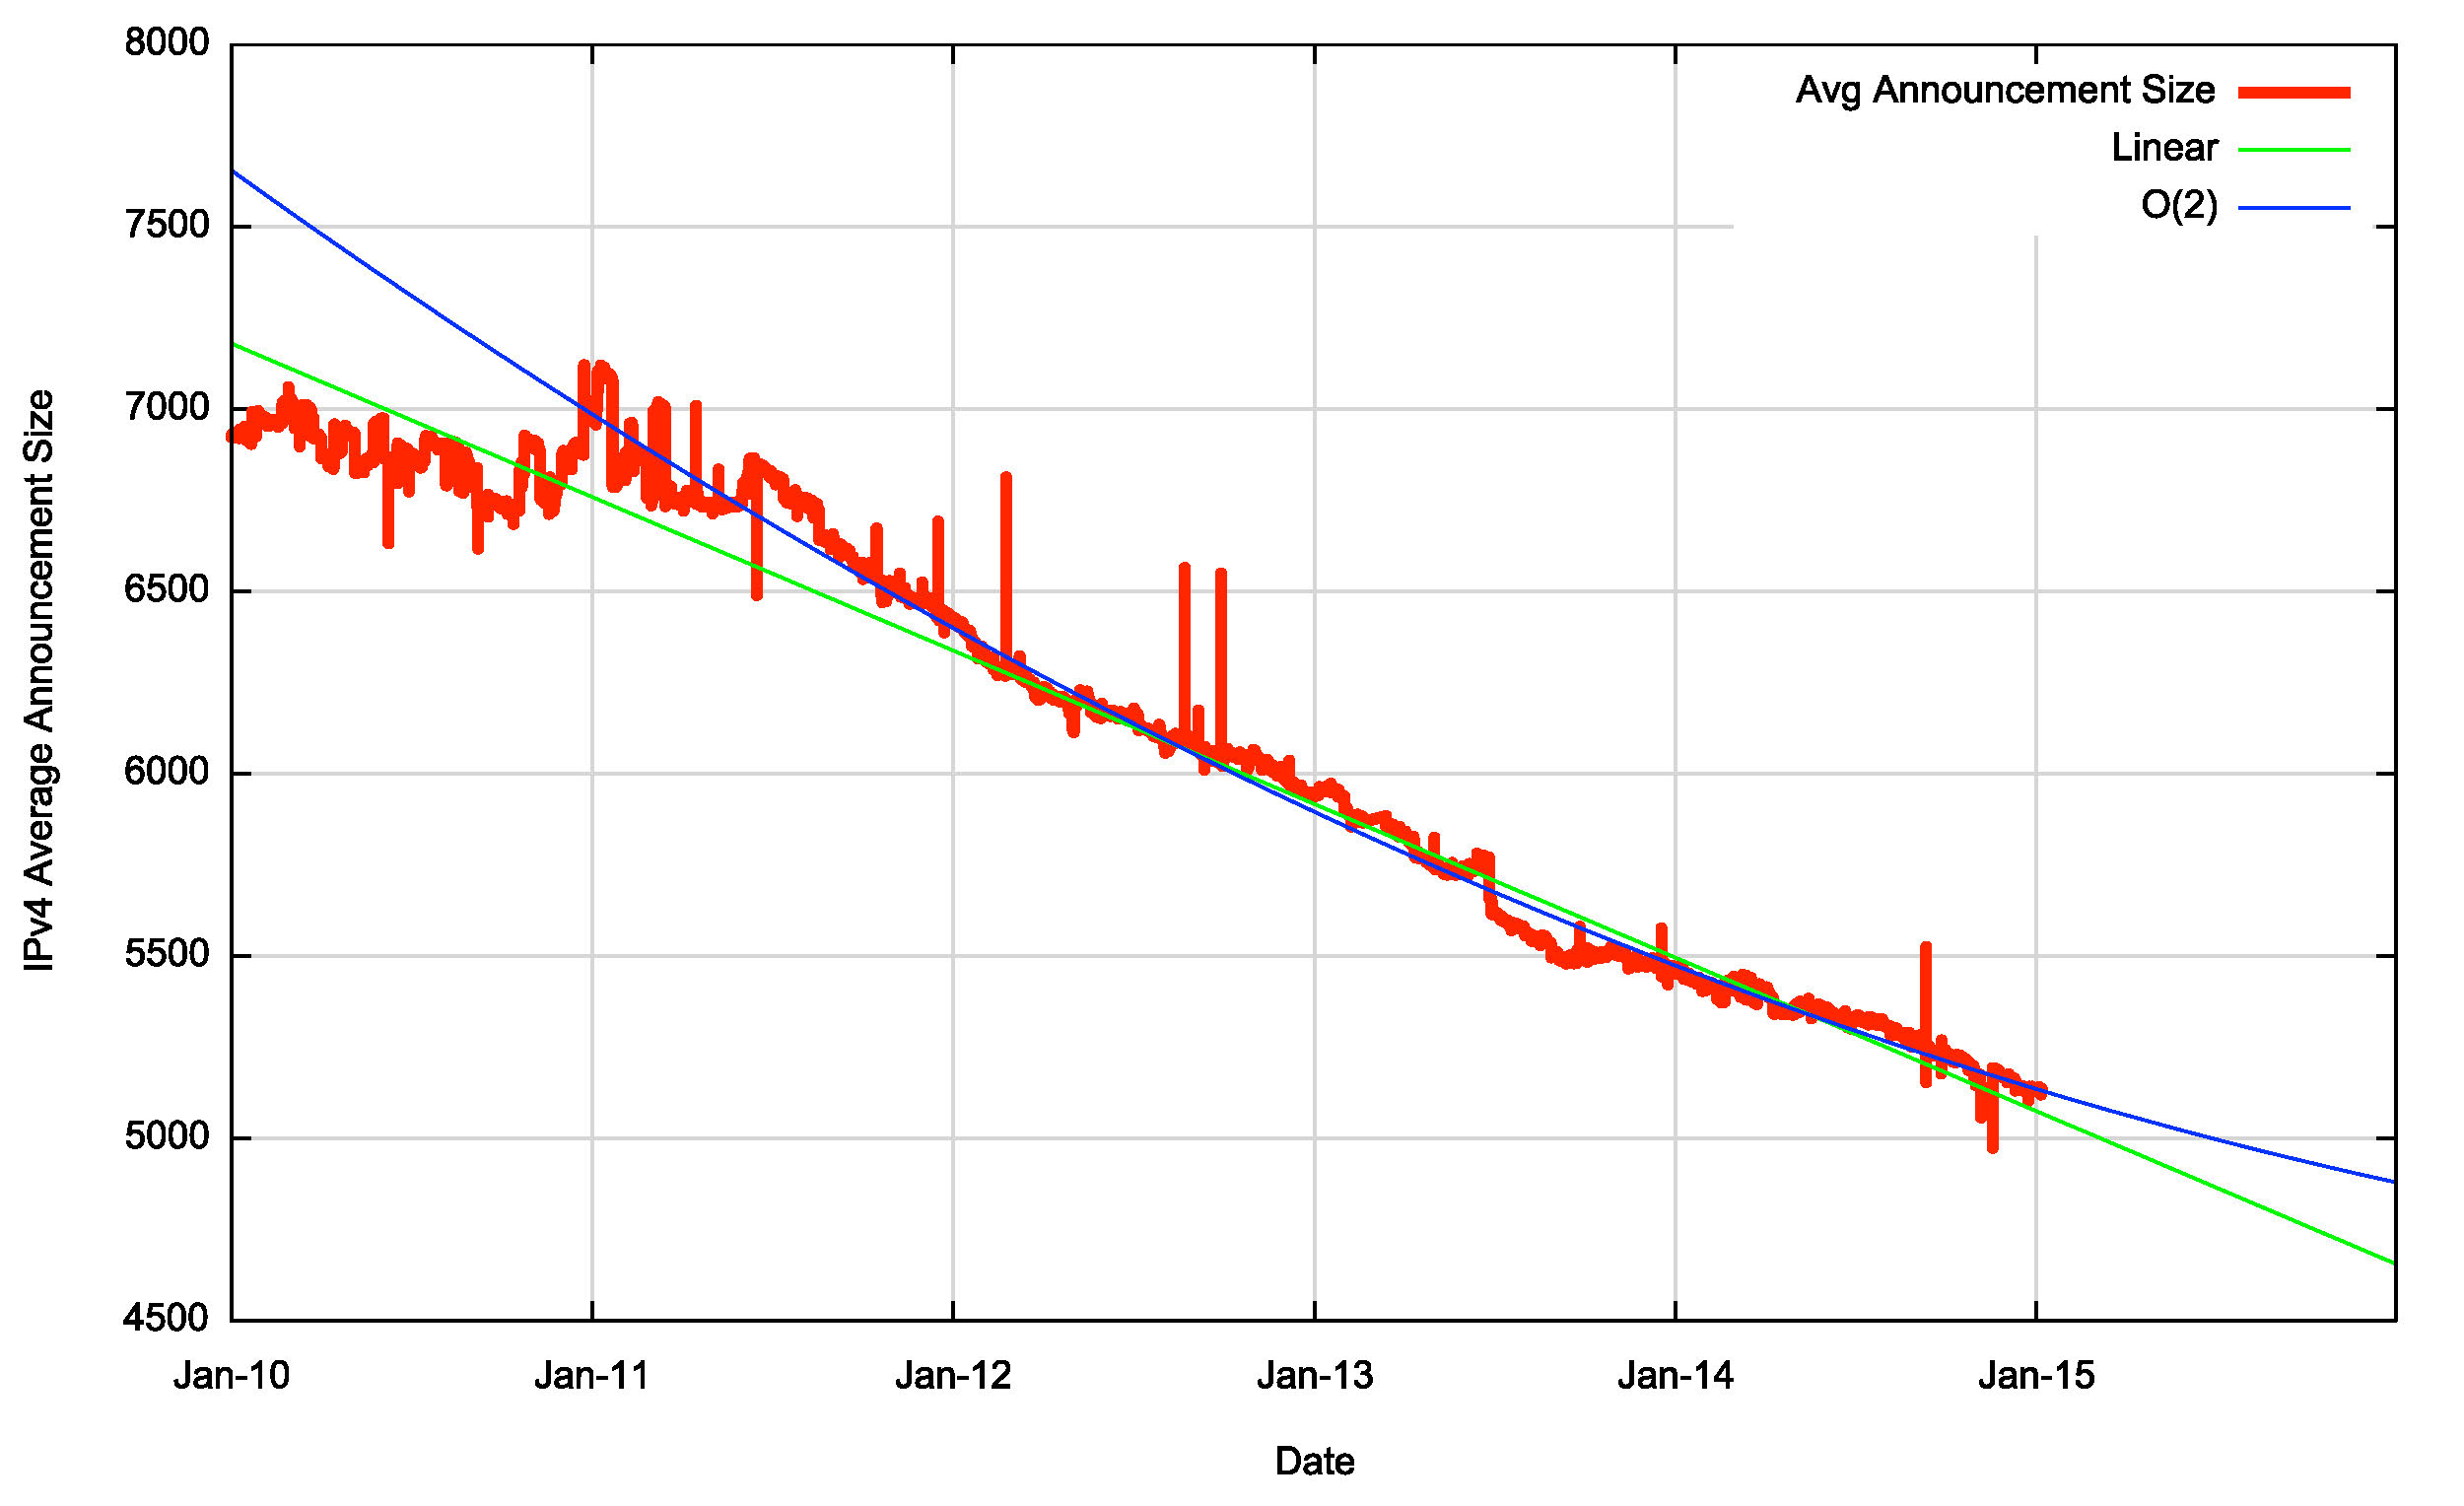 8000
7500
7000
6500
6000
5500
5000
4500
IPv4 Average Announcement Size
Avg Announcement Size
Linear
O(2)
Jan-10
Jan-11
Jan-12
Jan-13
Jan-14
Jan-15
Date